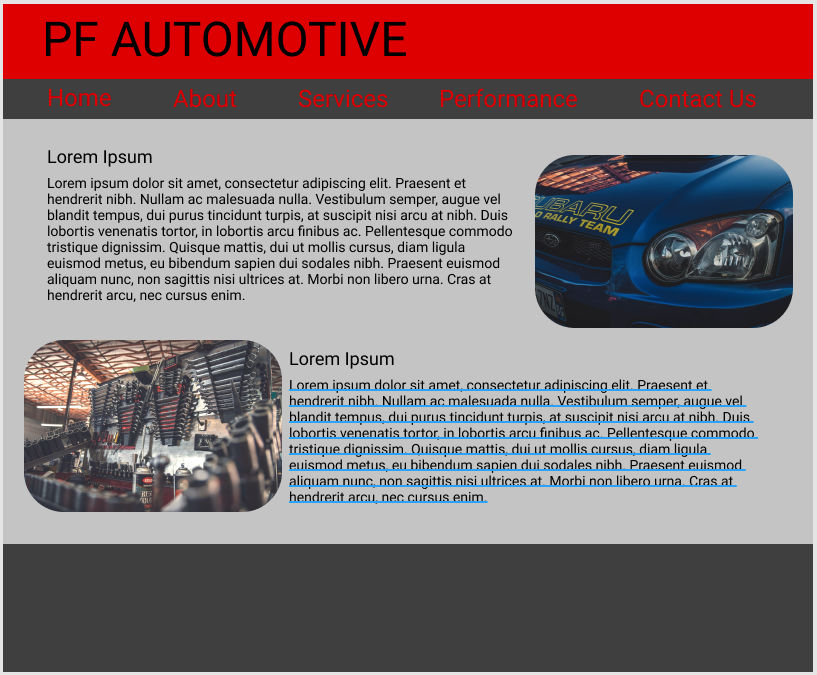 PF AUTOMOTIVE
Home About Services Performance Contact Us
Lorem Ipsum
Lorem ipsum dolor sit amet, consectetur adipiscing elit. Praesent et
hendrerit nibh. Nullam ac malesuada nulla. Vestibulum semper, augue vel
blandit tempus, dui purus tincidunt turpis, at suscipit nisi arcu at nibh. Duis
lobortis venenatis tortor, in lobortis arcu finibus ac. Pellentesque commodo
tristique dignissim. Quisque mattis, dui ut mollis cursus, diam ligula
euismod metus, eu bibendum sapien dui sodales nibh. Praesent euismod
aliquam nunc, non sagittis nisi ultrices at. Morbi non libero urna. Cras at
hendrerit arcu, nec cursus enim.
UBARU
RALLY TEAM
Lorem Ipsum
Lorem ipsum dolor sit amet, consectetur adipiscing elit. Praesent et
hendrerit nibh. Nullam ac malesuada nulla. Vestibulum semper, augue vel
blandit tempus, dui purus tincidunt turpis, at suscipit nisi arcu at nibh. Duis
lobortis venenatis tortor, in lobortis arcu finibus ac. Pellentesque commodo
tristique dignissim. Quisque mattis, dui ut mollis cursus, diam ligula
euismod metus, eu bibendum sapien dui sodales nibh. Praesent euismod
aliquam nunc, non sagittis nisi ultrices at. Morbi non libero urna. Cras at
hendrerit arcu, nec cursus enim.